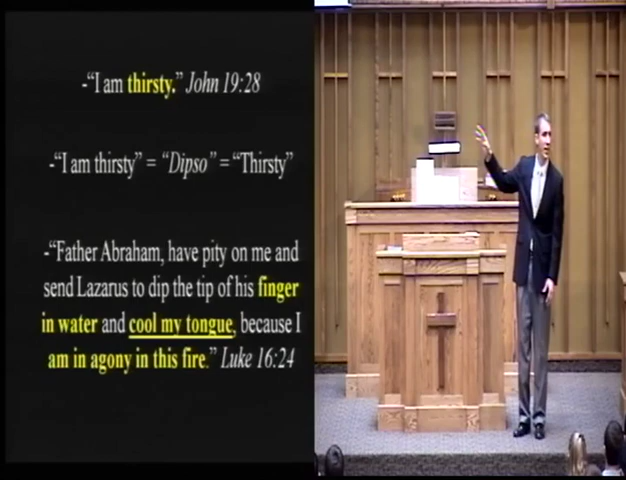 -“I am thirsty.” John 19:28
-“I am thirsty” = “Dipso” = “Thirsty”
-“Father Abraham, have pity on me and
send Lazarus to dip the tip of his finger
in water and cool my tongue, because I
am in agony in this fire.” Luke 16:24